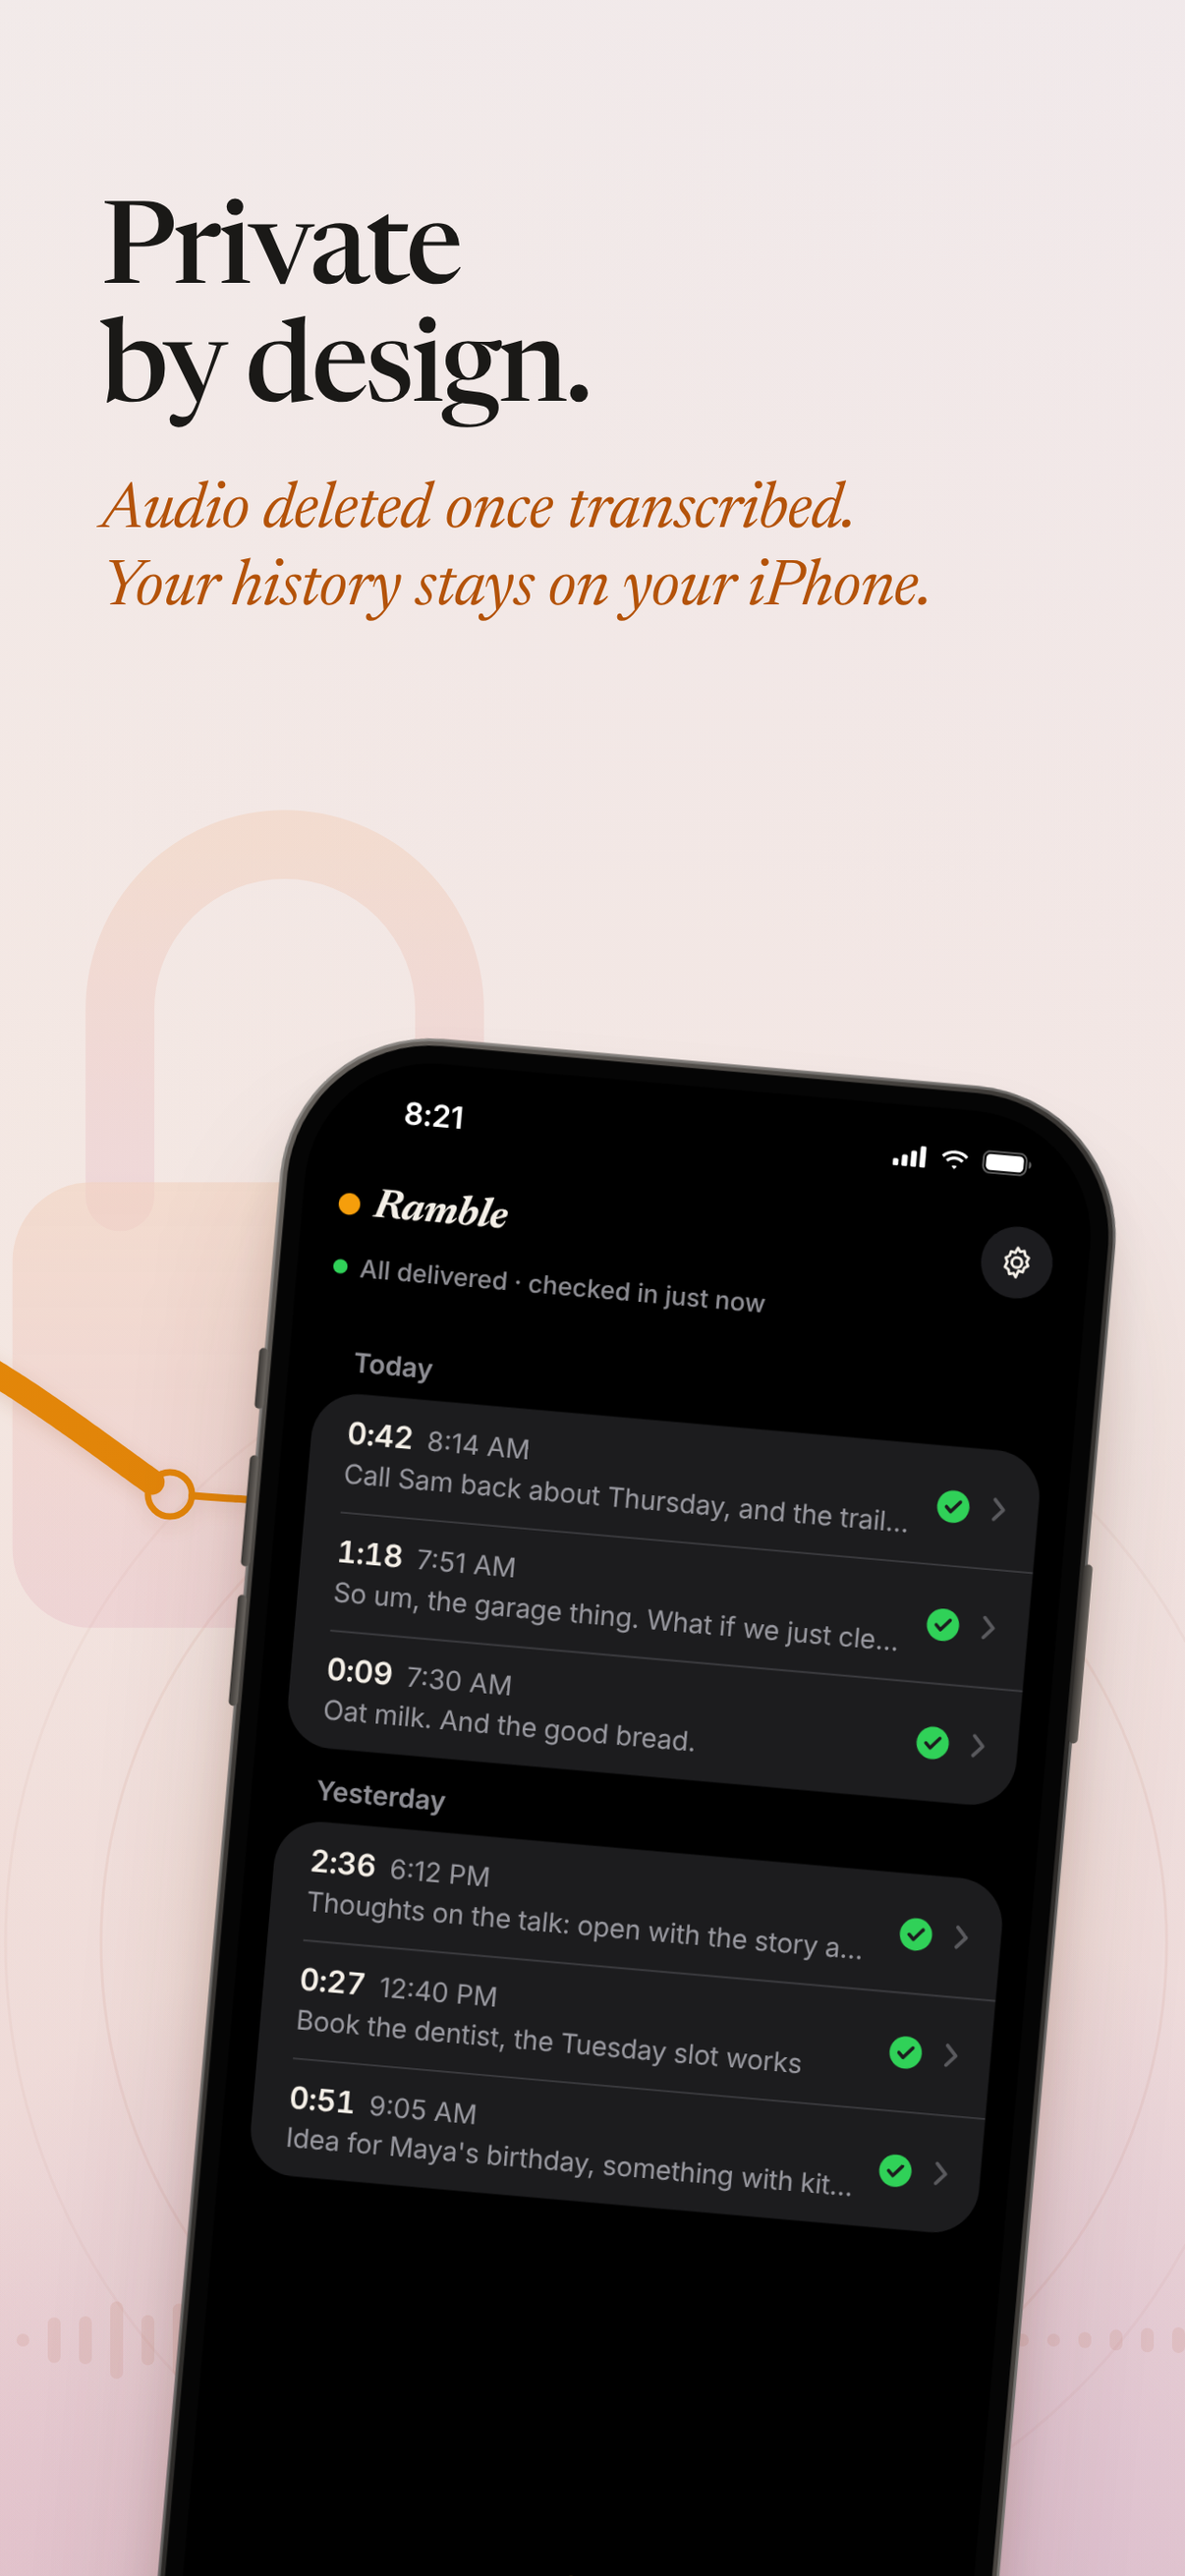 Private
by design.
Audio deleted once transcribed.
Your history stays on your iPhone.
8:21
Ramble
All delivered · checked in just now
Today
0:42 8:14 AM
Call Sam back about Thursday, and the trail...
1:18 7:51 AM
So um, the garage thing. What if we just cle...
0:09 7:30 AM
Oat milk. And the good bread.
Yesterday
2:36 6:12 PM
Thoughts on the talk: open with the story a...
0:27 12:40 PM
Book the dentist, the Tuesday slot works
0:51 9:05 AM
Idea for Maya's birthday, something with kit...